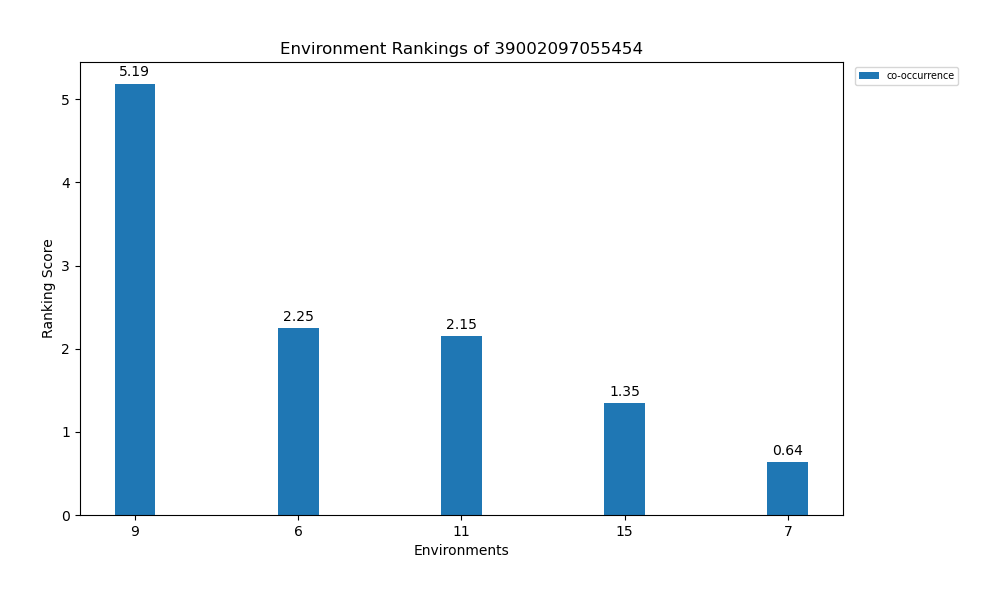 Environment Rankings of 39002097055454
co-occurrence
5.19
2.25
2.15
1.35
0.64
5
4
3
2
1
0
Ranking Score
9 6 11 15 7
Environments